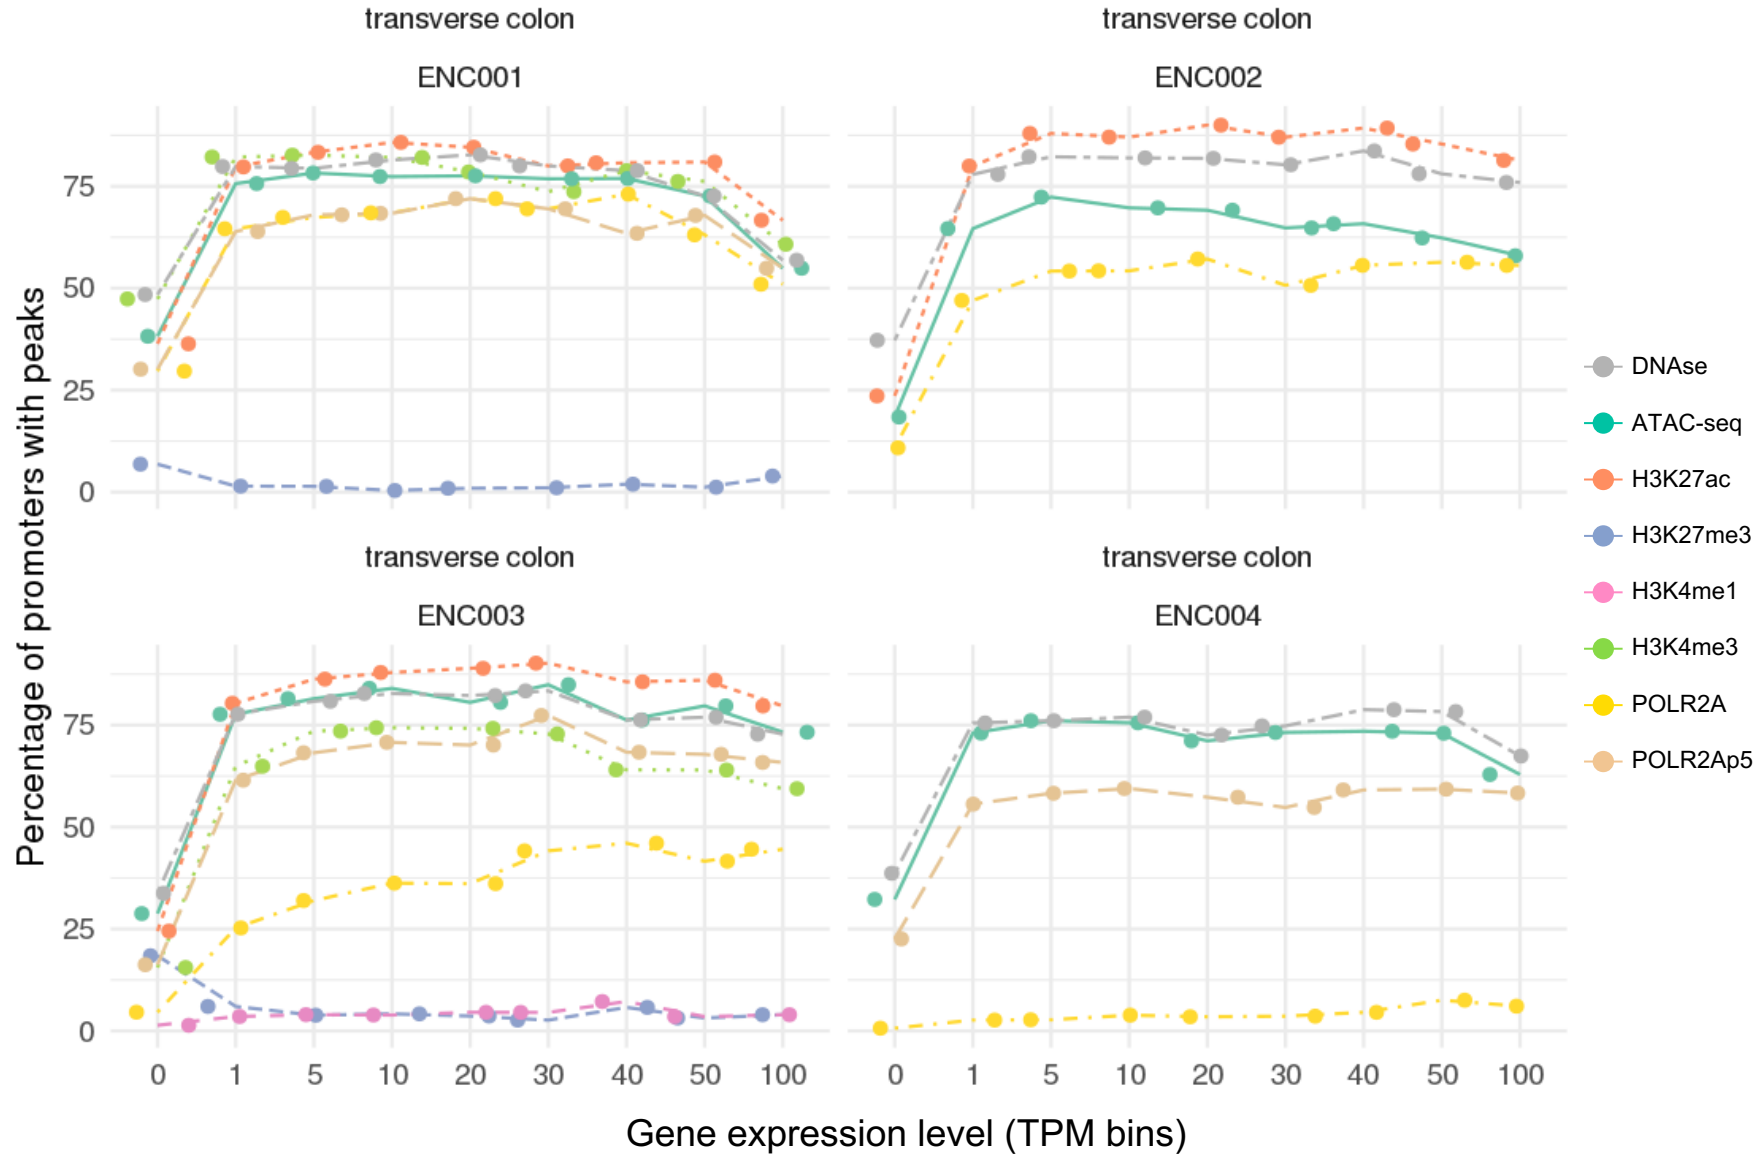 transverse colon
transverse colon
ENC001
ENC002
75
50
25
0
transverse colon
transverse colon
ENC003
ENC004
75
50
25
0
0 1 5 10 20 30 40 50 100
0 1 5 10 20 30 40 50 100
Gene expression level (TPM bins)
Percentage of promoters with peaks
DNAse
ATAC-seq
H3K27ac
H3K27me3
H3K4me1
H3K4me3
POLR2A
POLR2Ap5